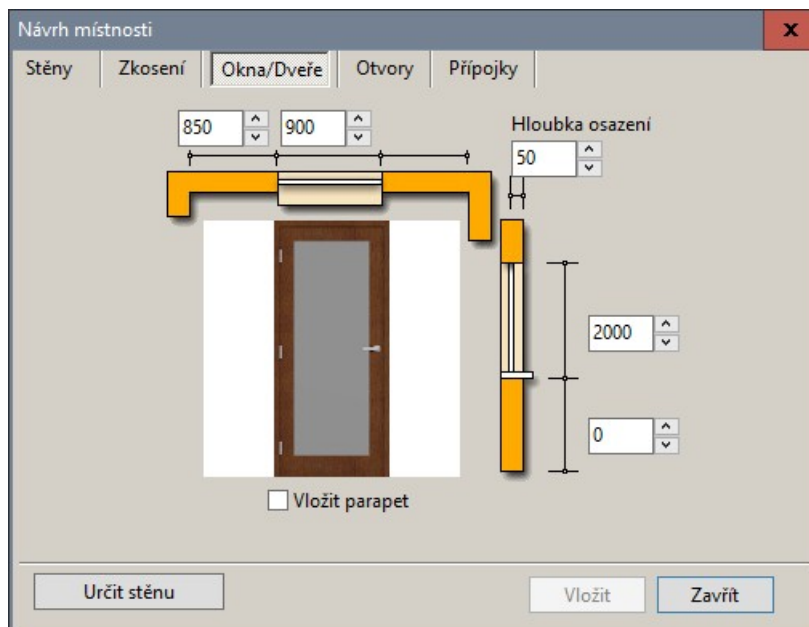 Návrh místnosti
x
Stěny Zkosení Okna/Dveře Otvory Přípojky
850 900 Hloubka osazení
50
2000
0
Vložit parapet
Určit stěnu Vložit Zavřít